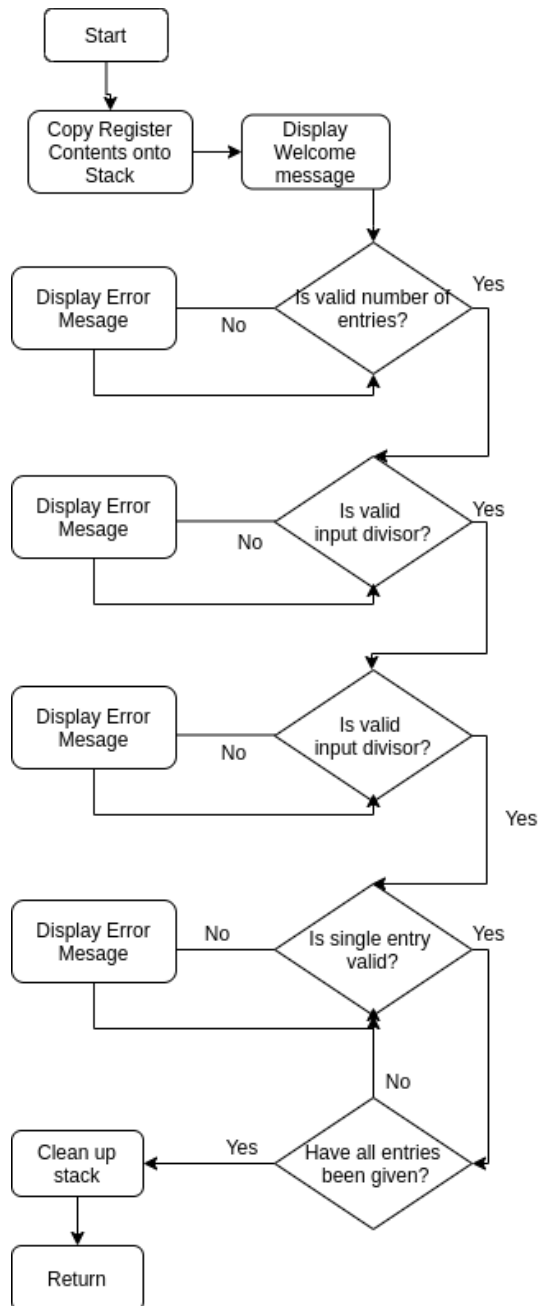 Start
Copy Register
Contents onto
Stack
Display
Welcome
message
Is valid number of
entries?
Yes
No
Display Error
Mesage
Is valid
input divisor?
Yes
No
Display Error
Mesage
Is valid
input divisor?
Yes
No
Display Error
Mesage
Is single entry
valid?
Yes
No
Display Error
Mesage
No
Have all entries
been given?
Yes
Clean up
stack
Return